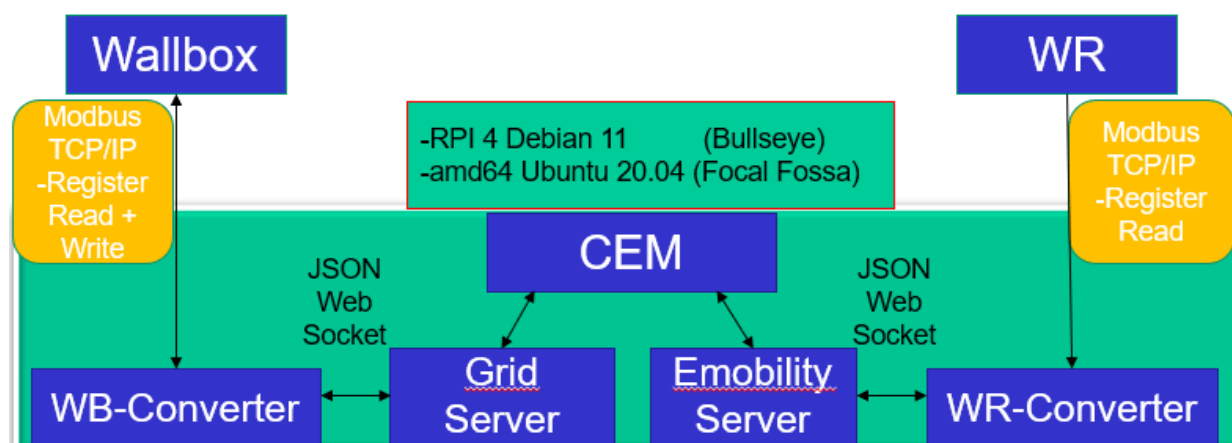 Wallbox
WR
Modbus
TCP/IP
-Register
Read +
Write
-RPI 4 Debian 11 (Bullseye)
-amd64 Ubuntu 20.04 (Focal Fossa)
Modbus
TCP/IP
-Register
Read
CEM
JSON
Web
Socket
JSON
Web
Socket
WB-Converter
Grid
Server
Emobility
Server
WR-Converter